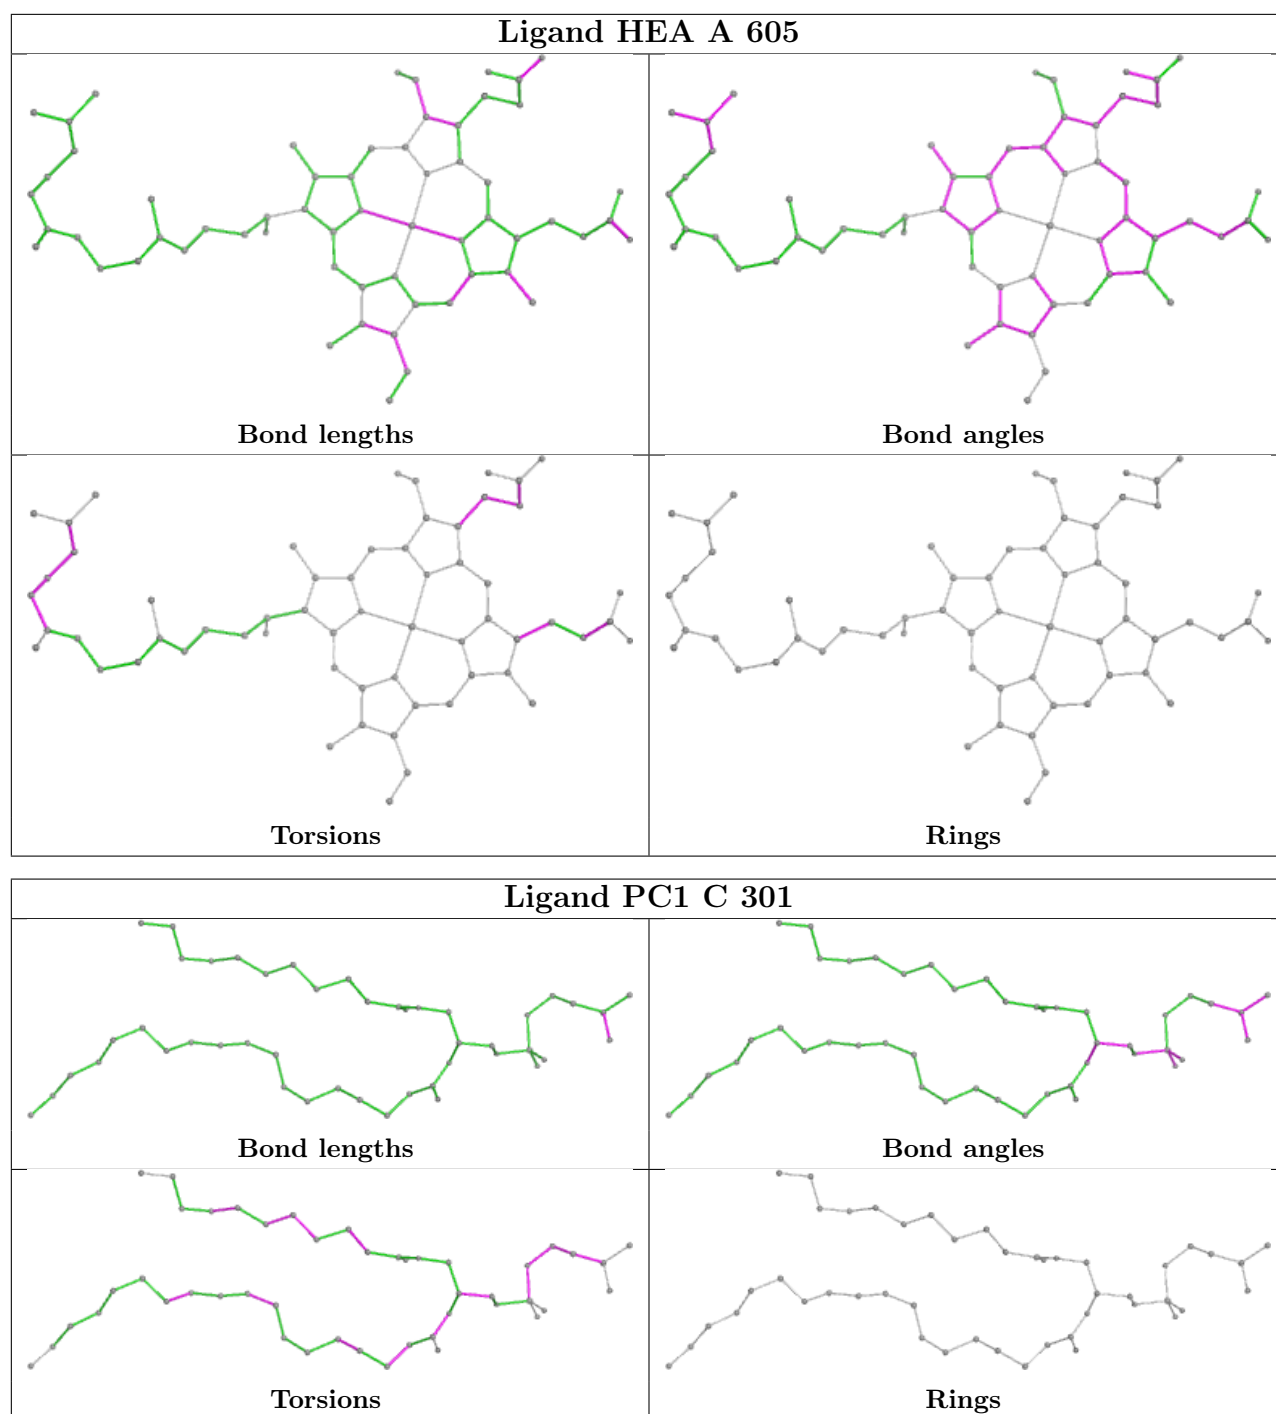 Ligand HEA A 605
Bond lengths
Bond angles
Torsions
Rings
Ligand PC1 C 301
Bond lengths
Bond angles
Torsions
Rings